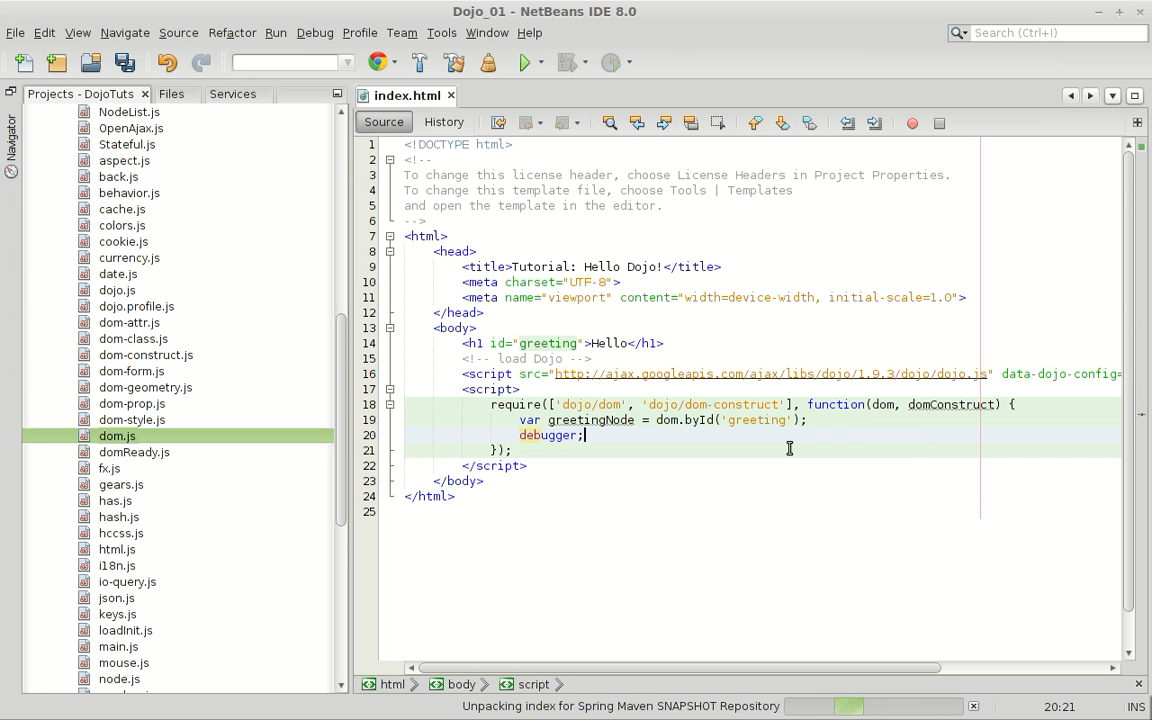 Dojo_01 - NetBeans IDE 8.0
File Edit View Navigate Source Refactor Run Debug Profile Team Tools Window Help
Search (Ctrl+I)
Projects - DojoTuts
Files
Services
Navigator
NodeList.js
OpenAjax.js
Stateful.js
aspect.js
back.js
behavior.js
cache.js
colors.js
cookie.js
currency.js
date.js
dojo.js
dojo.profile.js
dom-attr.js
dom-class.js
dom-construct.js
dom-form.js
dom-geometry.js
dom-prop.js
dom-style.js
dom.js
domReady.js
fx.js
gears.js
has.js
hash.js
hccss.js
html.js
i18n.js
io-query.js
json.js
keys.js
loadInit.js
main.js
mouse.js
node.js
index.html
Source History
1 <!DOCTYPE html>
2 <!--
3 To change this license header, choose License Headers in Project Properties.
4 To change this template file, choose Tools | Templates
5 and open the template in the editor.
6 -->
7 <html>
8 <head>
9 <title>Tutorial: Hello Dojo!</title>
10 <meta charset="UTF-8">
11 <meta name="viewport" content="width=device-width, initial-scale=1.0">
12 </head>
13 <body>
14 <h1 id="greeting">Hello</h1>
15 <!-- load Dojo -->
16 <script src="http://ajax.googleapis.com/ajax/libs/dojo/1.9.3/dojo/dojo.js" data-dojo-config=
17 <script>
18 require(['dojo/dom', 'dojo/dom-construct'], function(dom, domConstruct) {
19 var greetingNode = dom.byId('greeting');
20 debugger;
21 });
22 </script>
23 </body>
24 </html>
25
html body script
Unpacking index for Spring Maven SNAPSHOT Repository
20:21
INS